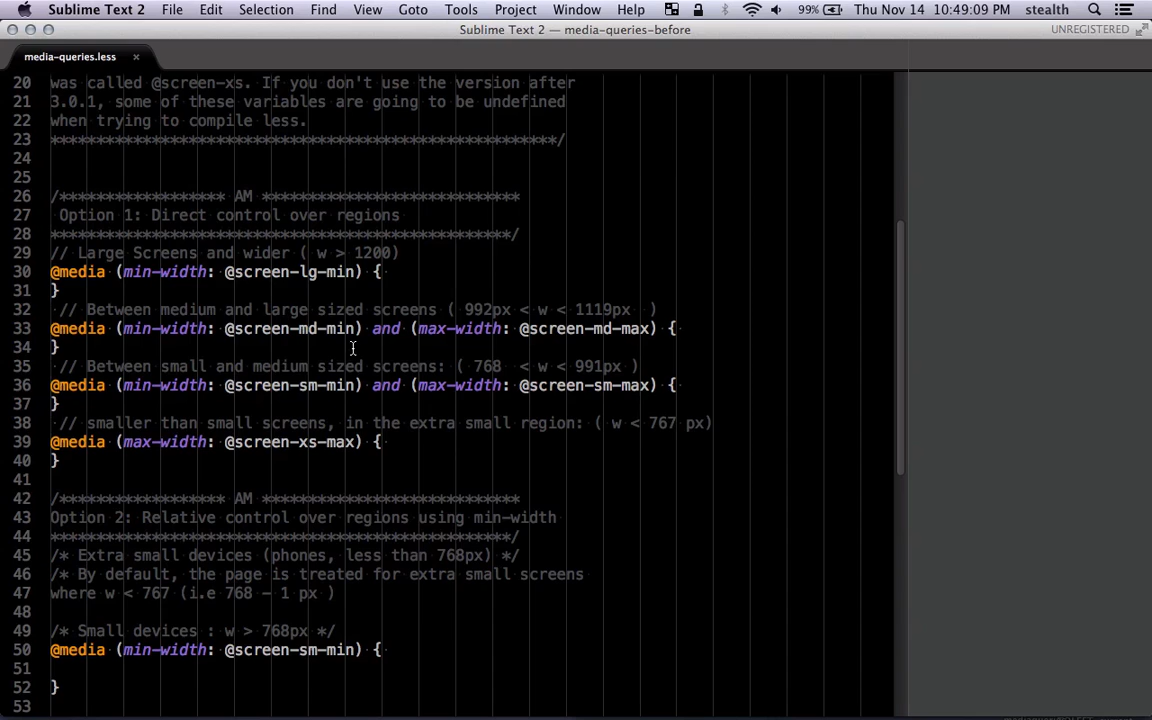 Sublime Text 2 File Edit Selection Find View Goto Tools Project Window Help 99% Thu Nov 14 10:49:09 PM stealth
Sublime Text 2 — media-queries-before UNREGISTERED
media-queries.less ×
20 was called @screen-xs. If you don't use the version after
21 3.0.1, some of these variables are going to be undefined
22 when trying to compile less.
23 *******************************************************/
24
25
26 /****************** AM ****************************
27 Option 1: Direct control over regions
28 **************************************************/
29 // Large Screens and wider ( w > 1200)
30 @media (min-width: @screen-lg-min) {
31 }
32 // Between medium and large sized screens ( 992px < w < 1119px )
33 @media (min-width: @screen-md-min) and (max-width: @screen-md-max) {
34 }
35 // Between small and medium sized screens: ( 768 < w < 991px )
36 @media (min-width: @screen-sm-min) and (max-width: @screen-sm-max) {
37 }
38 // smaller than small screens, in the extra small region: ( w < 767 px)
39 @media (max-width: @screen-xs-max) {
40 }
41
42 /****************** AM ****************************
43 Option 2: Relative control over regions using min-width
44 **************************************************/
45 /* Extra small devices (phones, less than 768px) */
46 /* By default, the page is treated for extra small screens
47 where w < 767 (i.e 768 - 1 px )
48
49 /* Small devices : w > 768px */
50 @media (min-width: @screen-sm-min) {
51
52 }
53